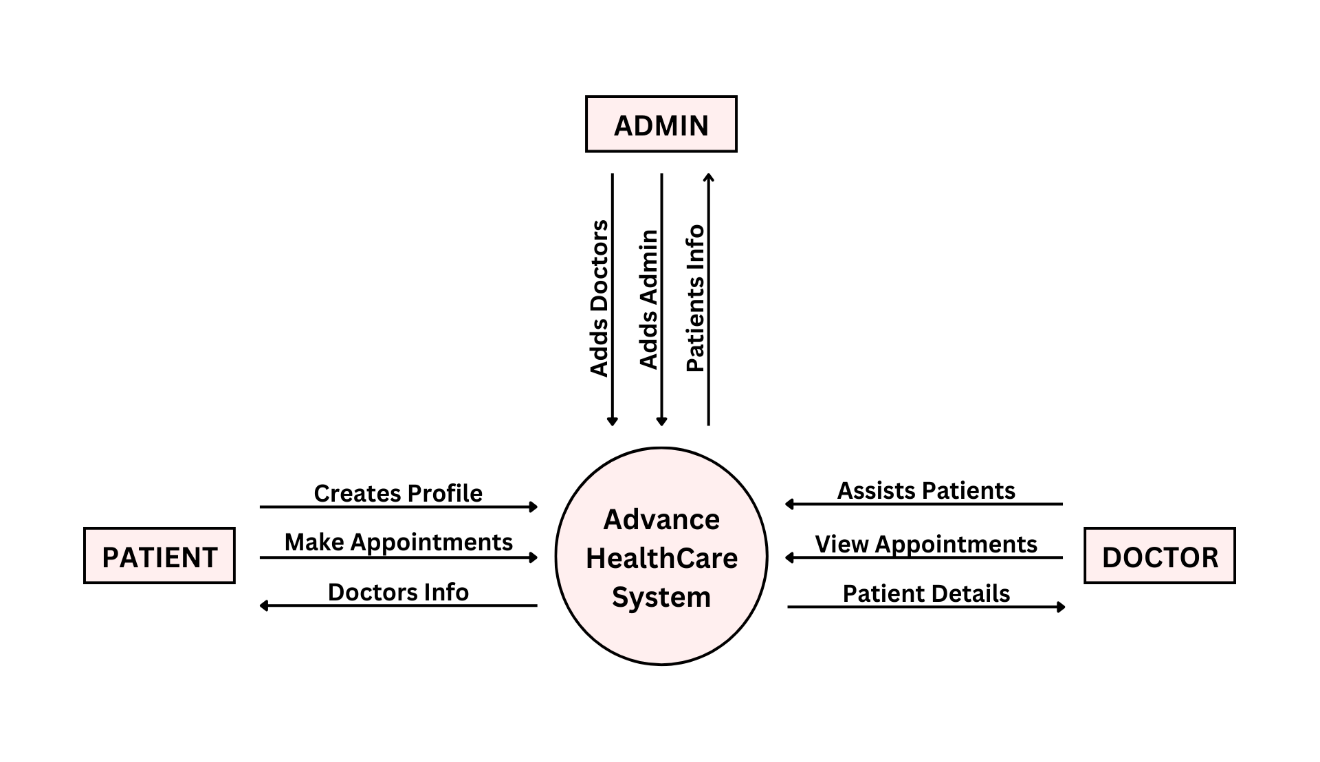 ADMIN
Adds Doctors
Adds Admin
Patients Info
Creates Profile
Make Appointments
Doctors Info
PATIENT
Advance
HealthCare
System
Assists Patients
View Appointments
Patient Details
DOCTOR